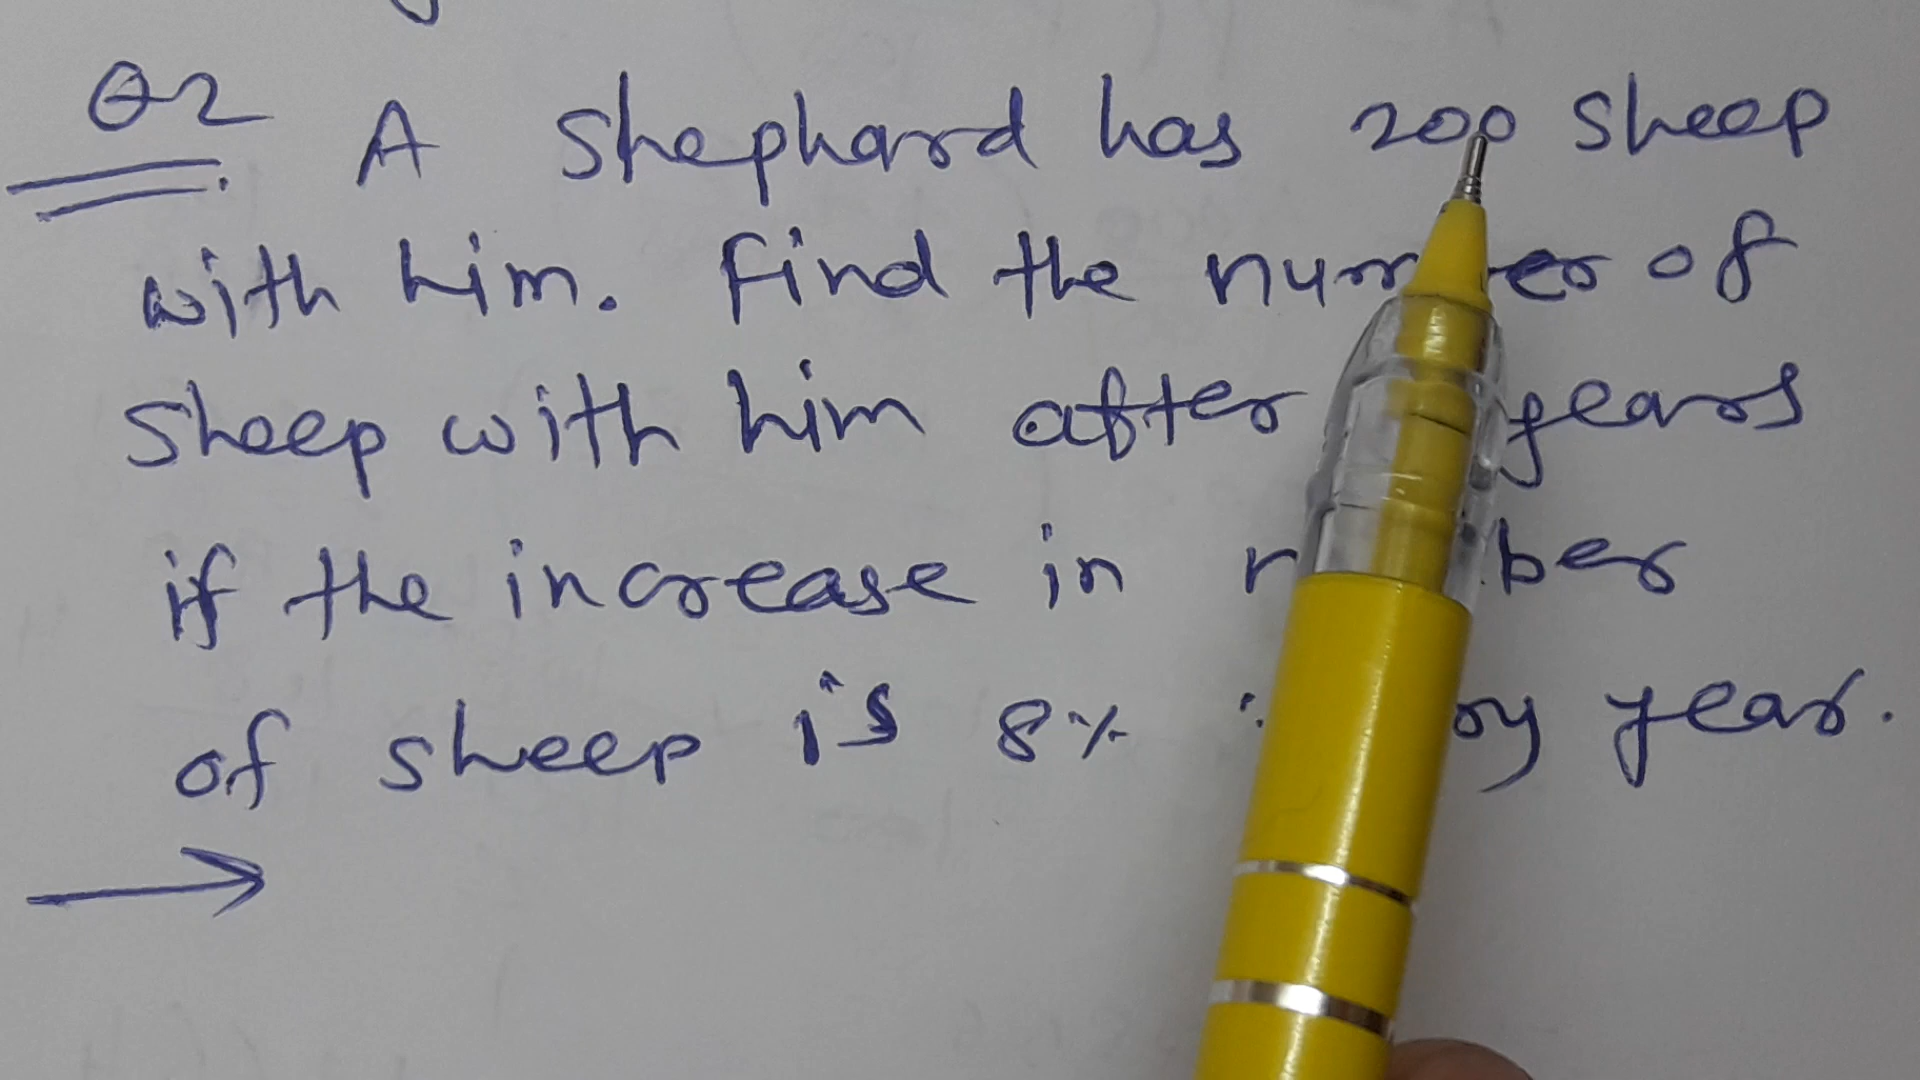 Q2. A Shephard has 200 Sheep
with him. Find the of
Sheep with him after years
if the increase in
of sheep is 8% year.